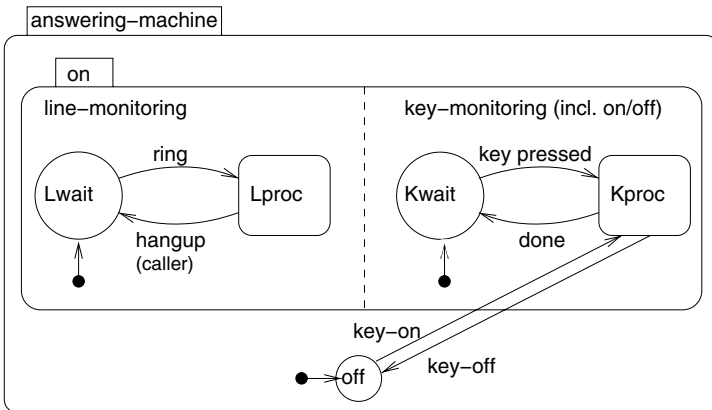 answering−machine
on
line−monitoring
key−monitoring (incl. on/off)
ring
key pressed
Lwait
Lproc
Kwait
Kproc
hangup
(caller)
done
key−on
key−off
off